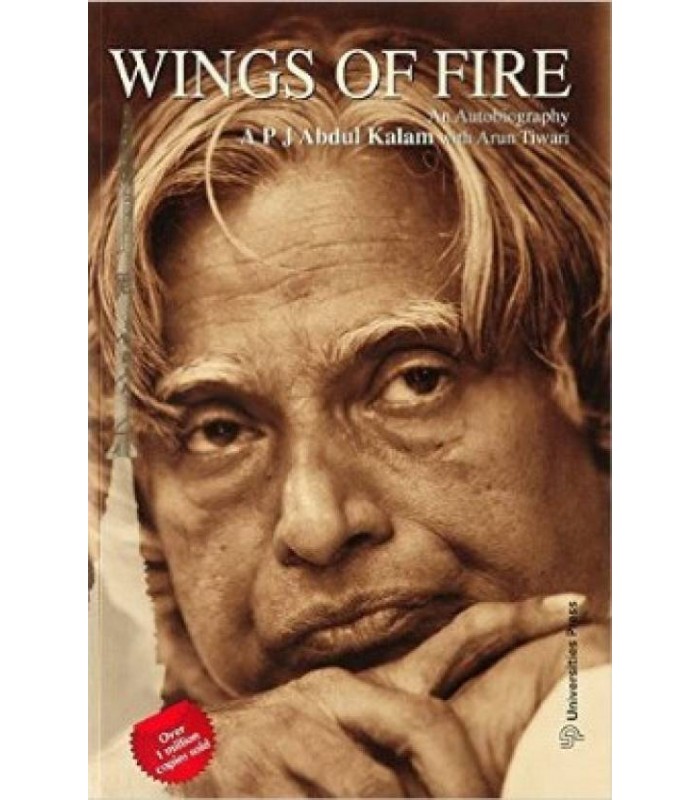 WINGS OF FIRE
An Autobiography
A P J Abdul Kalam with Arun Tiwari
Universities Press
Over
1 million
copies sold